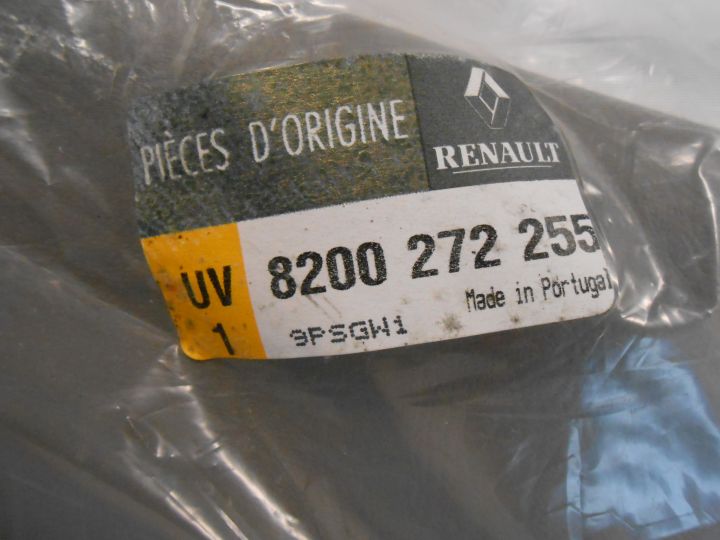 PIÈCES D'ORIGINE
RENAULT
UV
1
8200 272 255
9PSGW1
Made in Portugal